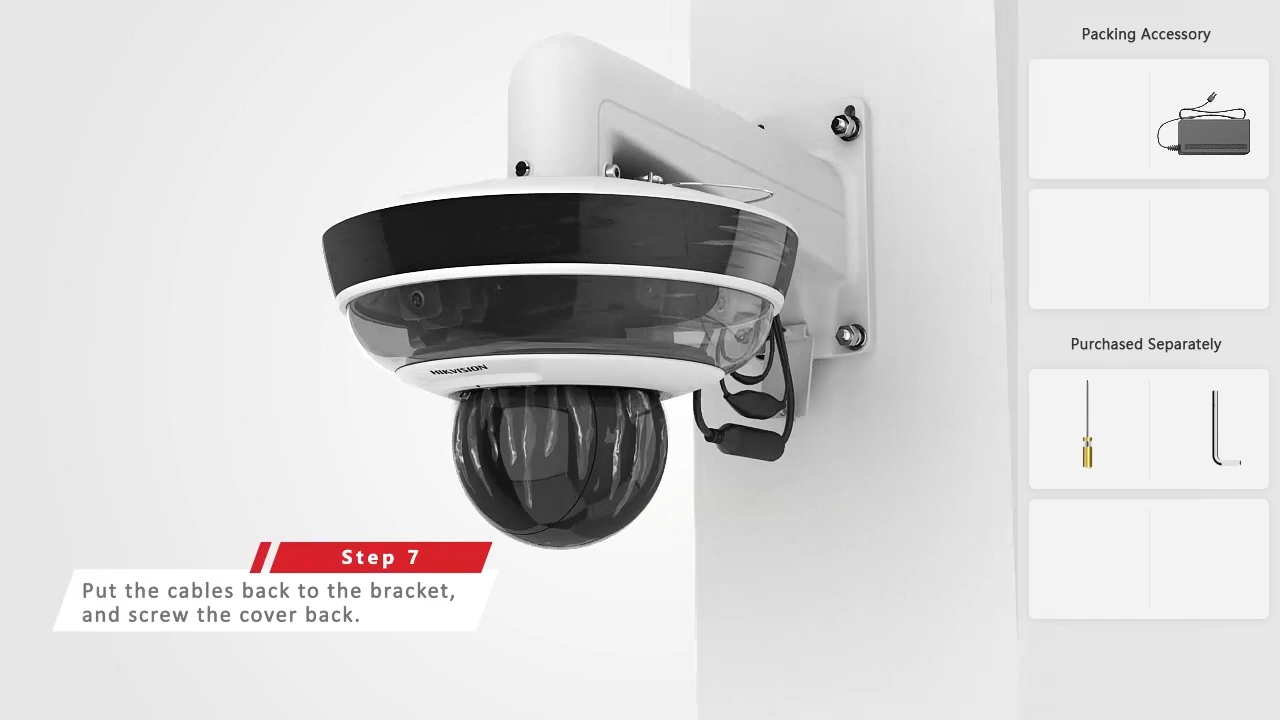 Packing Accessory
Purchased Separately
HIKVISION
Step 7
Put the cables back to the bracket,
and screw the cover back.